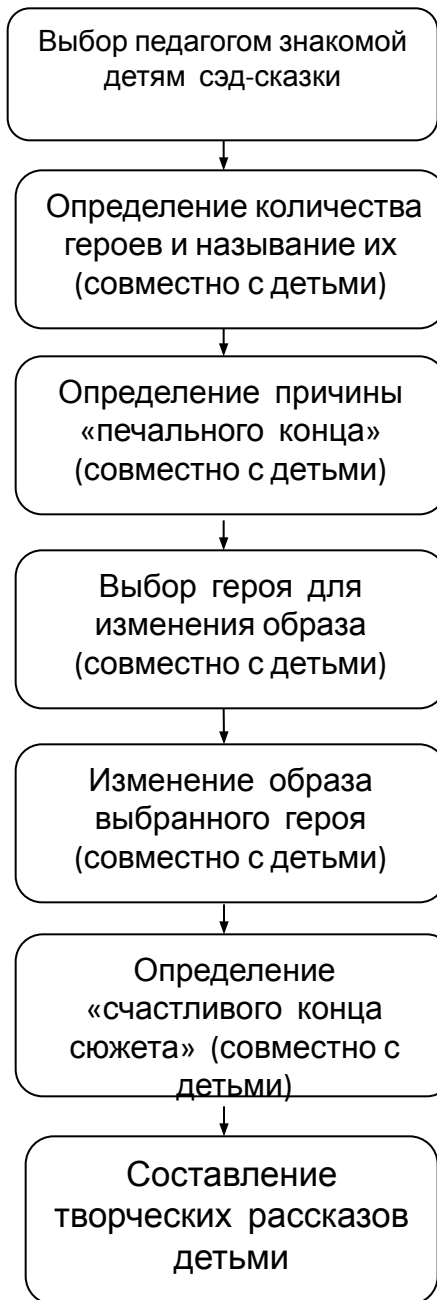 Выбор педагогом знакомой
детям сэд-сказки
Определение количества
героев и называние их
(совместно с детьми)
Определение причины
«печального конца»
(совместно с детьми)
Выбор героя для
изменения образа
(совместно с детьми)
Изменение образа
выбранного героя
(совместно с детьми)
Определение
«счастливого конца
сюжета» (совместно с
детьми)
Составление
творческих рассказов
детьми